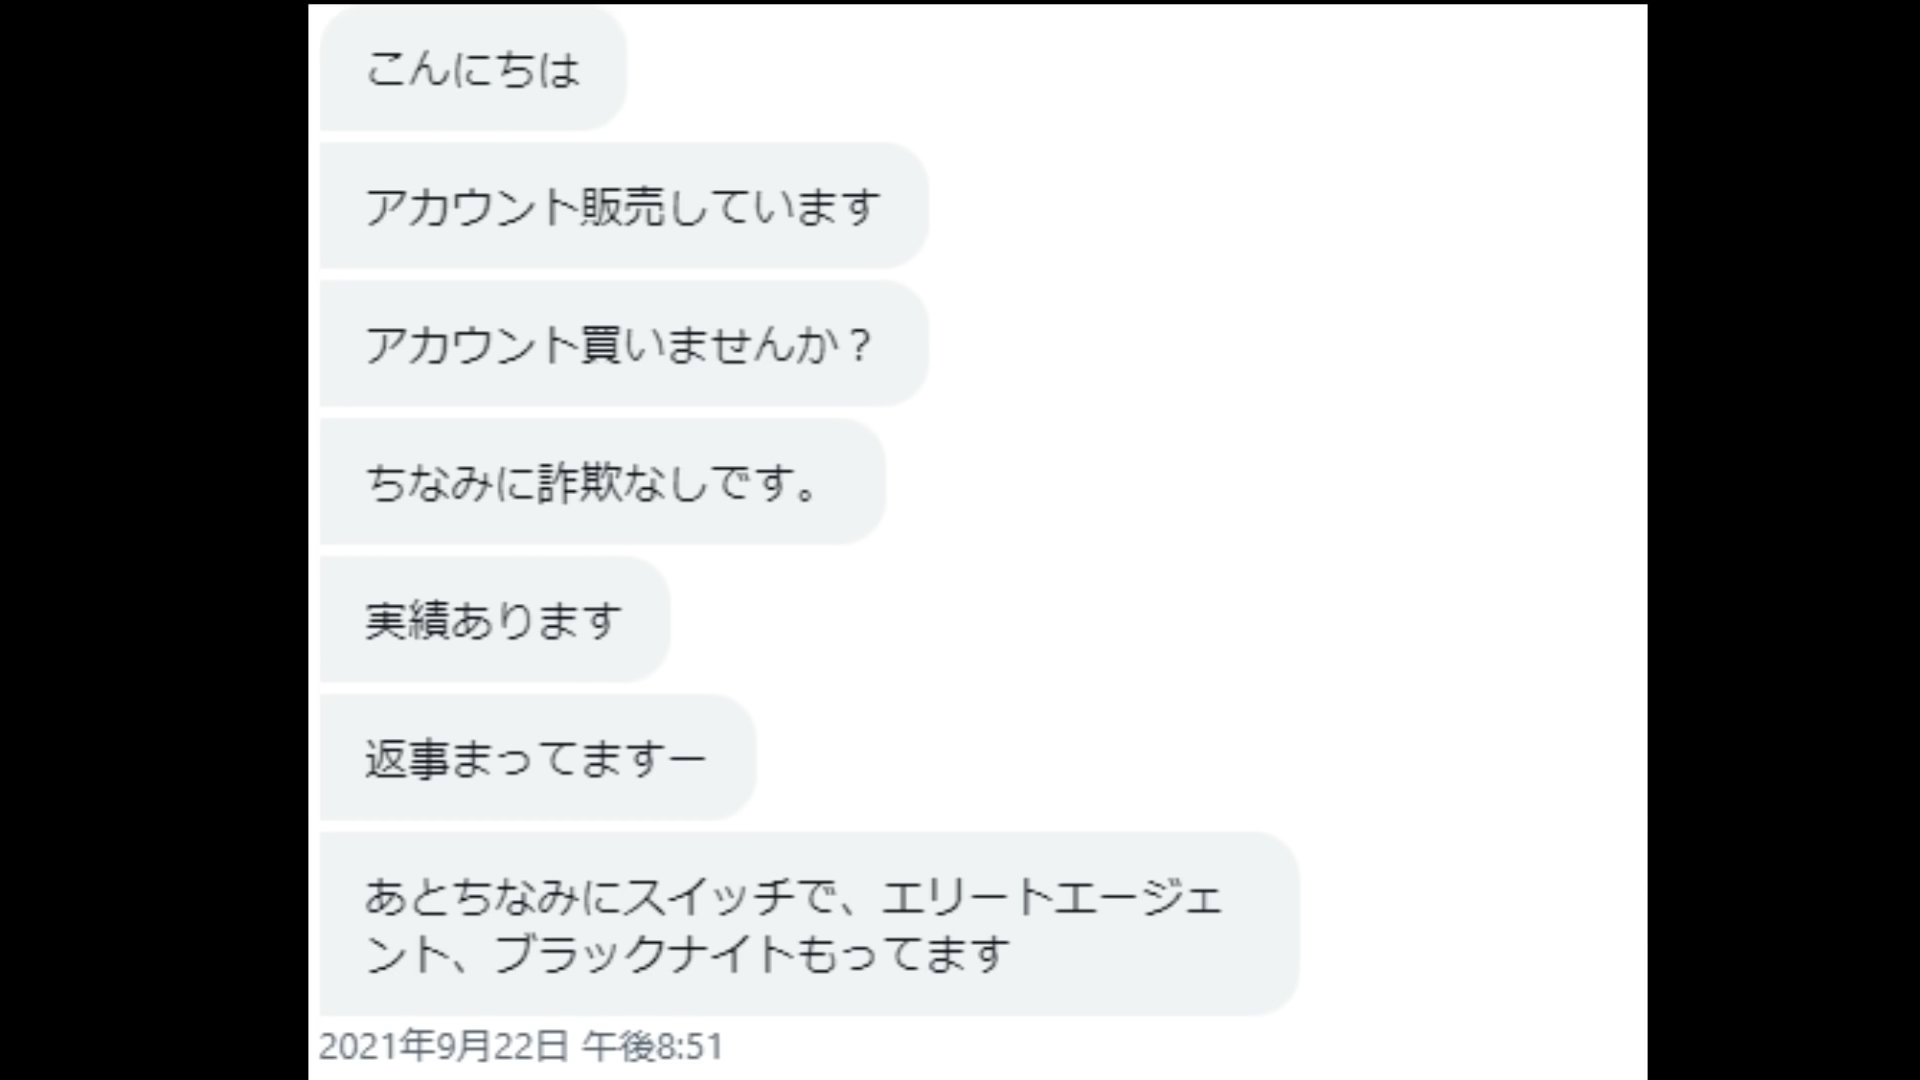 こんにちは
アカウント販売しています
アカウント買いませんか？
ちなみに詐欺なしです。
実績あります
返事まってますー
あとちなみにスイッチで、エリートエージェ
ント、ブラックナイトもってます
2021年9月22日 午後8:51